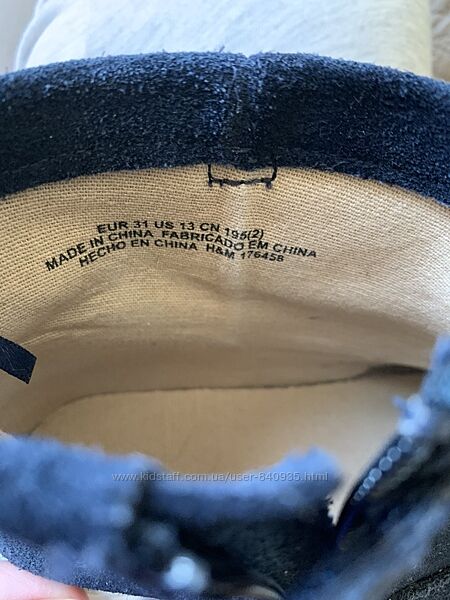 EUR 31 US 13 CN 195(2)
MADE IN CHINA FABRICADO EM CHINA
HECHO EN CHINA H&M 176458
www.kidstaff.com.ua/user-840935.html